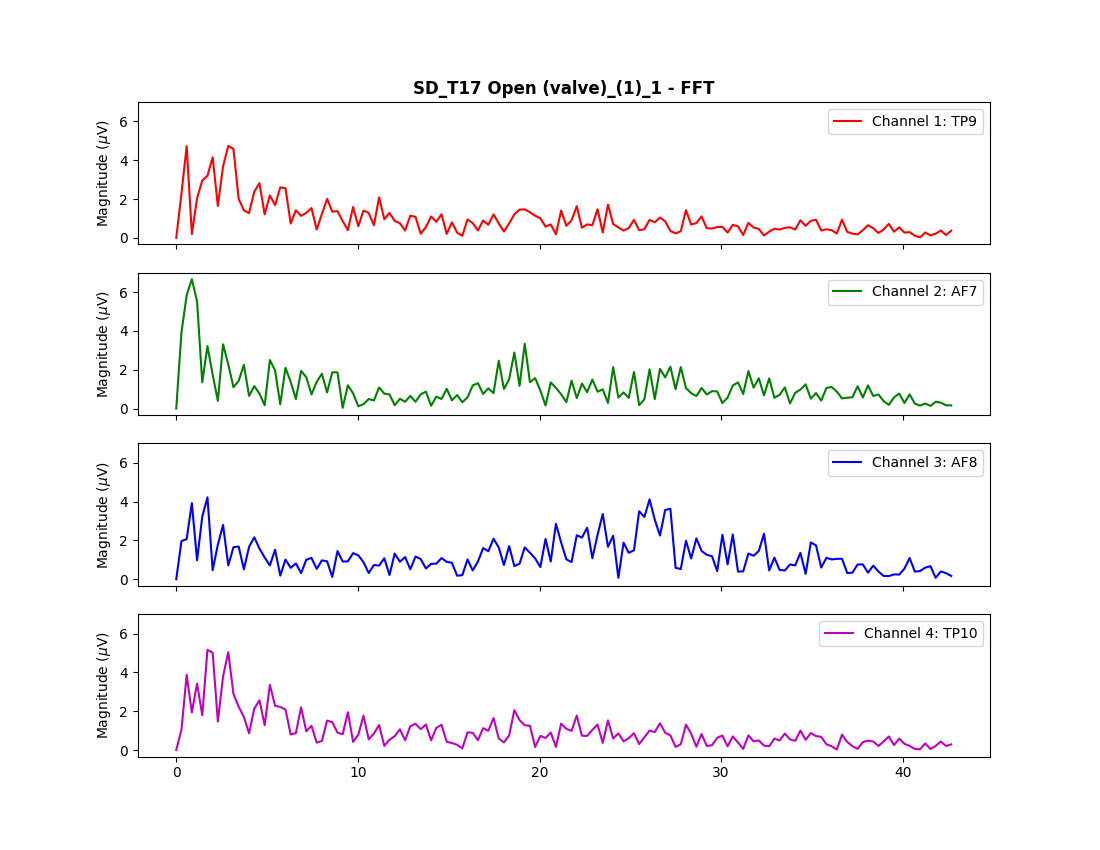 SD_T17 Open (valve)_(1)_1 - FFT
Magnitude (μV)
6
4
2
0
Channel 1: TP9
Magnitude (μV)
6
4
2
0
Channel 2: AF7
Magnitude (μV)
6
4
2
0
Channel 3: AF8
Magnitude (μV)
6
4
2
0
Channel 4: TP10
0 10 20 30 40